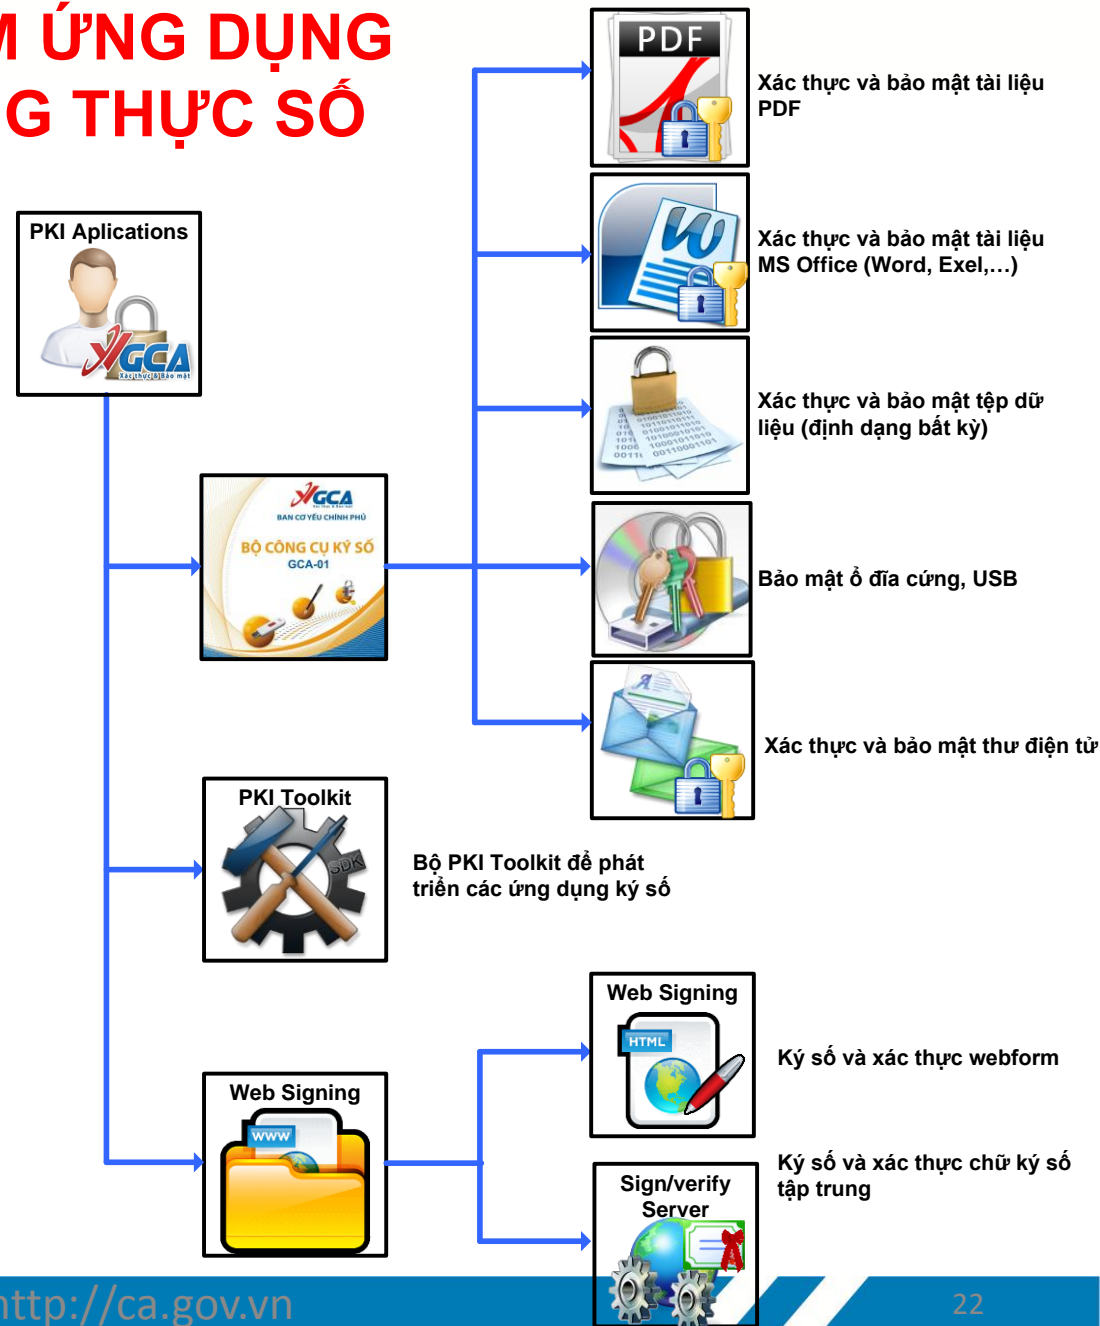 M ỨNG DỤNG
G THỰC SỐ
PDF
Xác thực và bảo mật tài liệu
PDF
PKI Aplications
GCA
Xác thực & Bảo mật
Xác thực và bảo mật tài liệu
MS Office (Word, Exel,...)
Xác thực và bảo mật tệp dữ
liệu (định dạng bất kỳ)
GCA
BAN CƠ YẾU CHÍNH PHỦ
BỘ CÔNG CỤ KÝ SỐ
GCA-01
Bảo mật ổ đĩa cứng, USB
Xác thực và bảo mật thư điện tử
PKI Toolkit
SDK
Bộ PKI Toolkit để phát
triển các ứng dụng ký số
Web Signing
HTML
Ký số và xác thực webform
Web Signing
www
Ký số và xác thực chữ ký số
tập trung
Sign/verify
Server
http://ca.gov.vn
22